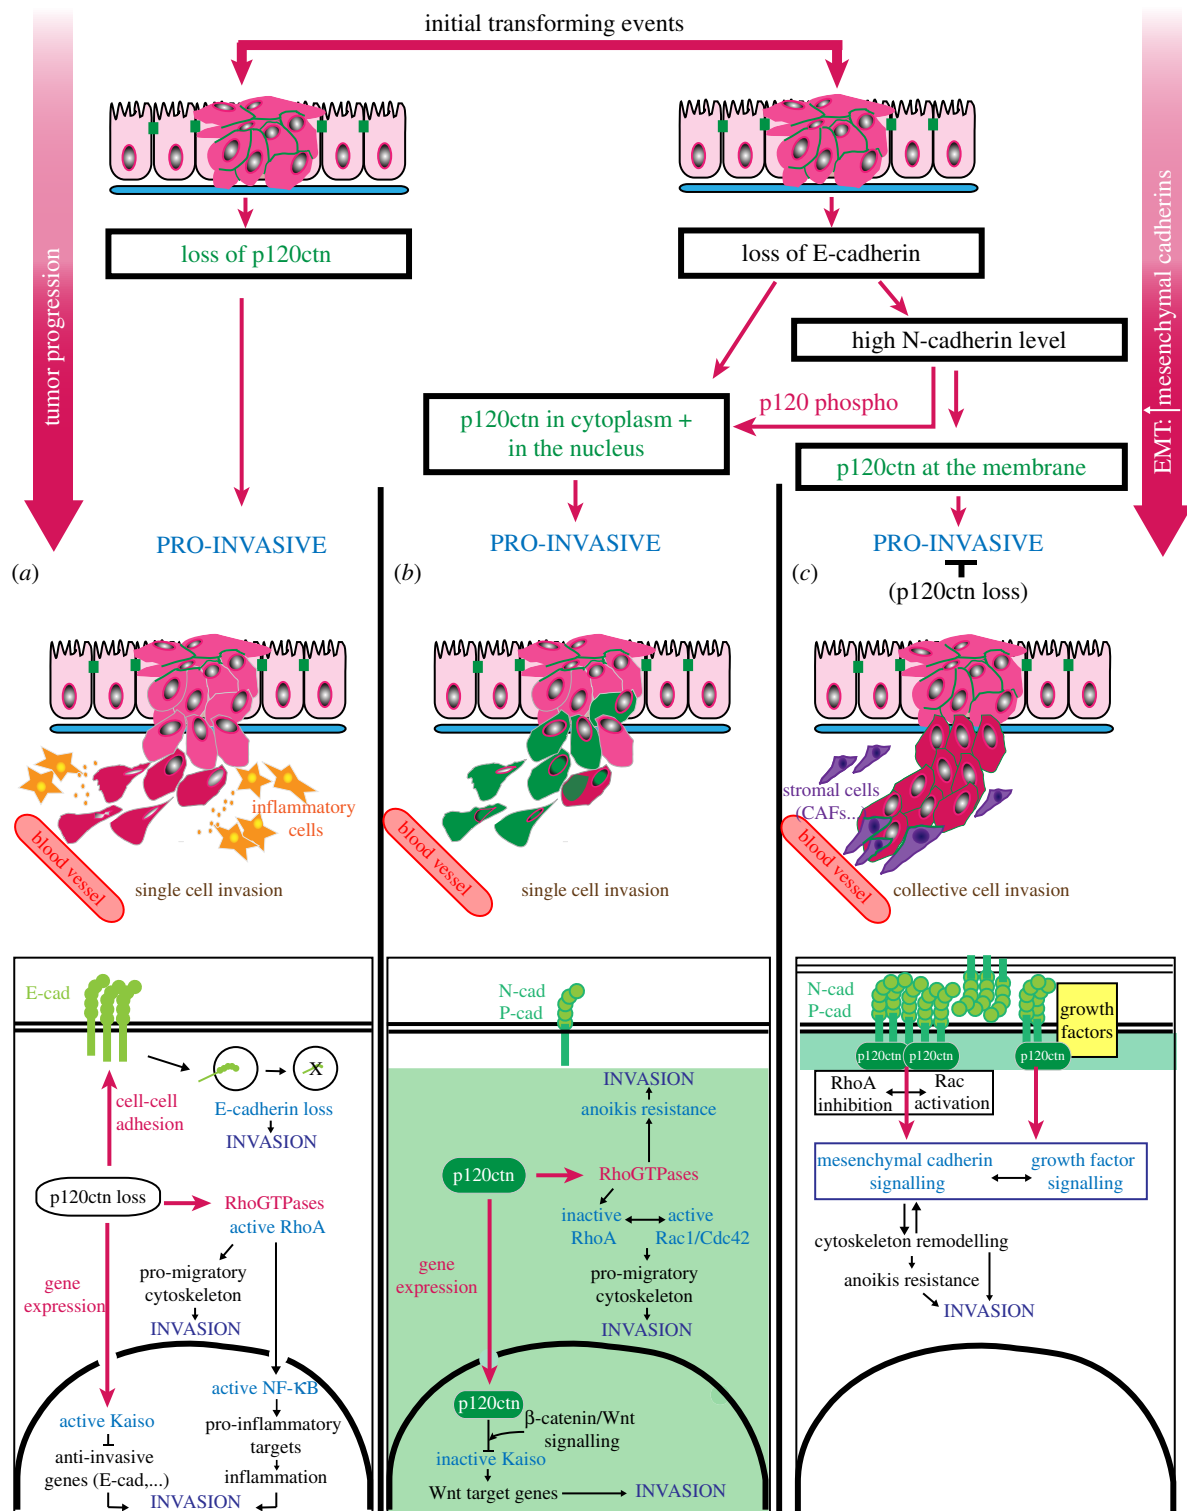 initial transforming events
tumor progression
EMT: ↑mesenchymal cadherins
loss of p120ctn
loss of E-cadherin
high N-cadherin level
p120 phospho
p120ctn in cytoplasm +
in the nucleus
p120ctn at the membrane
PRO-INVASIVE
PRO-INVASIVE
PRO-INVASIVE
(p120ctn loss)
(a)
(b)
(c)
inflammatory
cells
blood vessel
single cell invasion
blood vessel
single cell invasion
stromal cells
(CAFs...)
blood vessel
collective cell invasion
E-cad
cell-cell
adhesion
E-cadherin loss
INVASION
X
p120ctn loss
RhoGTPases
active RhoA
gene
expression
pro-migratory
cytoskeleton
INVASION
active NF-κB
active Kaiso
pro-inflammatory
targets
anti-invasive
genes (E-cad,...)
inflammation
INVASION
N-cad
P-cad
INVASION
anoikis resistance
p120ctn
RhoGTPases
inactive
RhoA
active
Rac1/Cdc42
gene
expression
pro-migratory
cytoskeleton
INVASION
p120ctn
β-catenin/Wnt
signalling
inactive Kaiso
Wnt target genes
INVASION
N-cad
P-cad
growth
factors
p120ctn
p120ctn
p120ctn
RhoA
inhibition
Rac
activation
mesenchymal cadherin
signalling
growth factor
signalling
cytoskeleton remodelling
anoikis resistance
INVASION